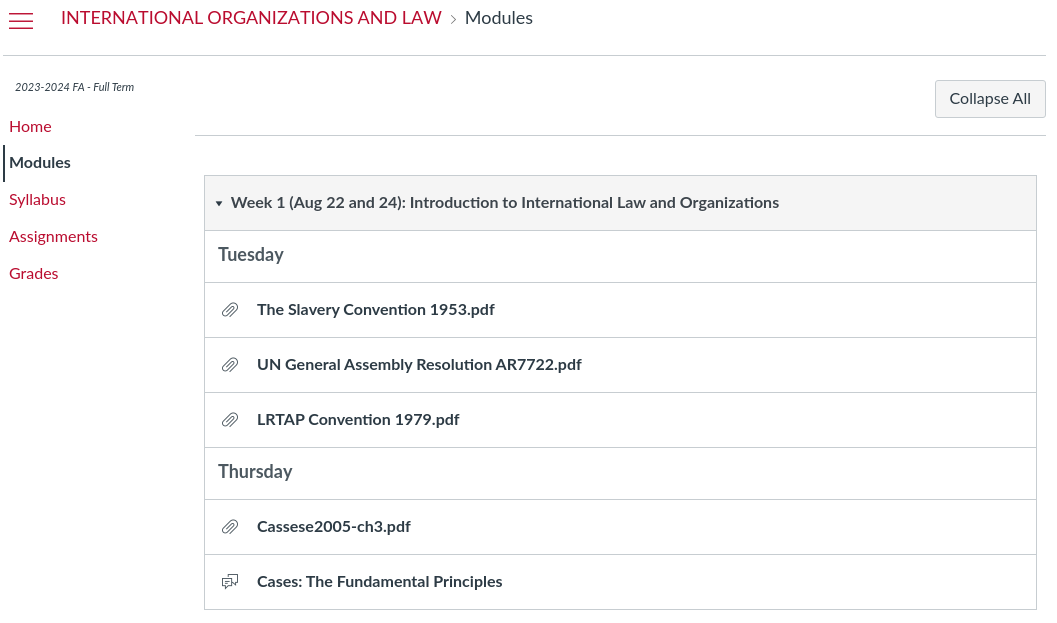 INTERNATIONAL ORGANIZATIONS AND LAW › Modules
2023-2024 FA - Full Term
Collapse All
Home
Modules
Syllabus
Assignments
Grades
Week 1 (Aug 22 and 24): Introduction to International Law and Organizations
Tuesday
The Slavery Convention 1953.pdf
UN General Assembly Resolution AR7722.pdf
LRTAP Convention 1979.pdf
Thursday
Cassese2005-ch3.pdf
Cases: The Fundamental Principles